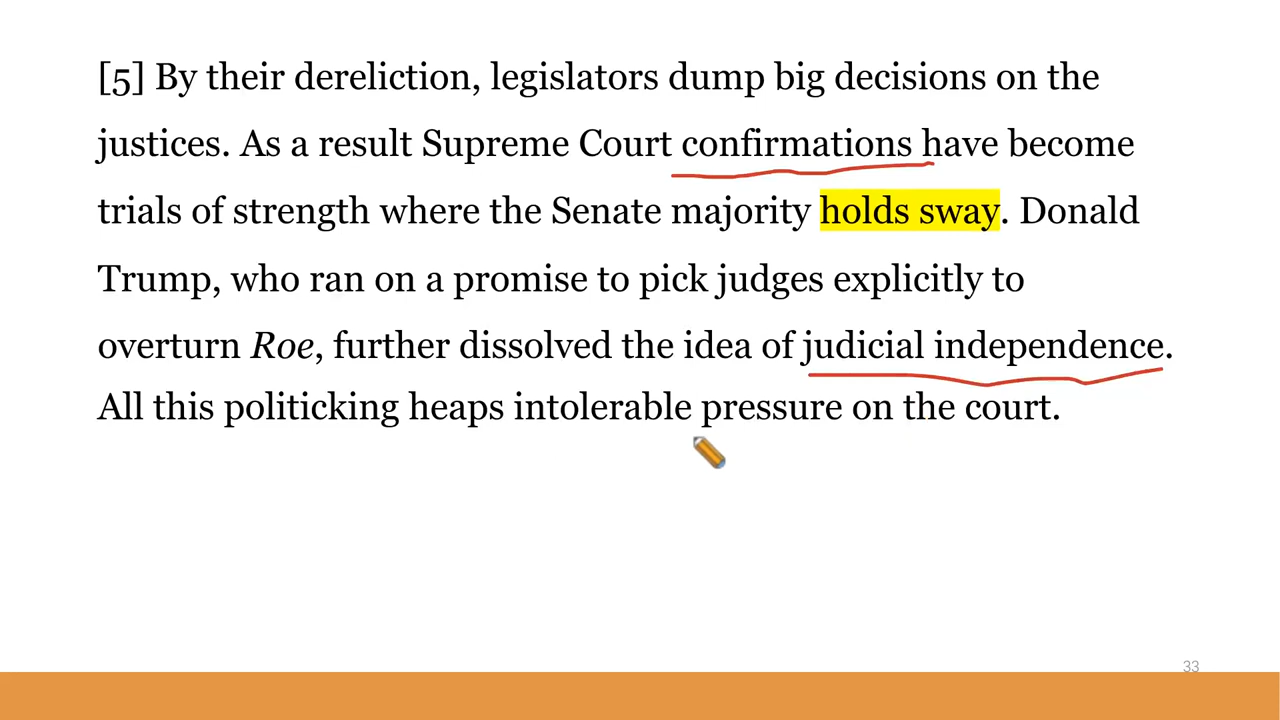 [5] By their dereliction, legislators dump big decisions on the
justices. As a result Supreme Court confirmations have become
trials of strength where the Senate majority holds sway. Donald
Trump, who ran on a promise to pick judges explicitly to
overturn Roe, further dissolved the idea of judicial independence.
All this politicking heaps intolerable pressure on the court.
33